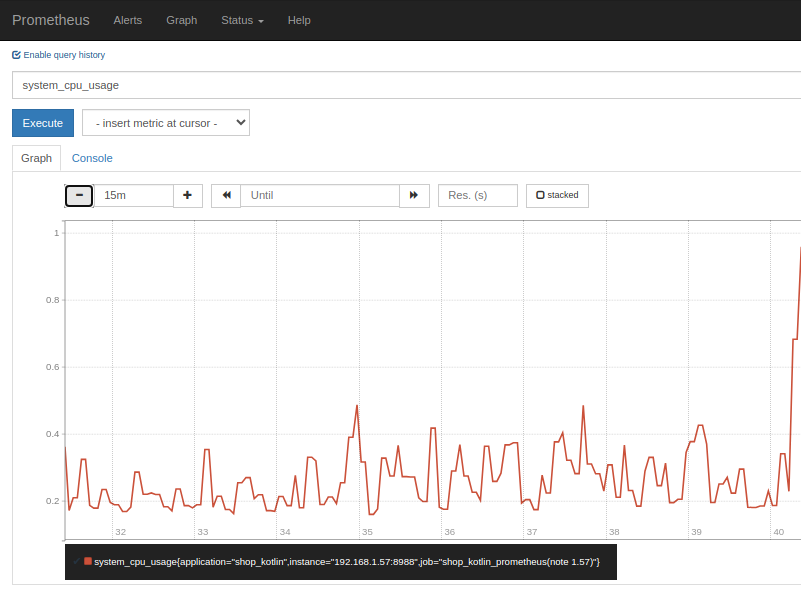 Prometheus Alerts Graph Status Help
Enable query history
system_cpu_usage
Execute - insert metric at cursor -
Graph Console
15m Until Res. (s) stacked
1
0.8
0.6
0.4
0.2
32 33 34 35 36 37 38 39 40
system_cpu_usage{application="shop_kotlin",instance="192.168.1.57:8988",job="shop_kotlin_prometheus(note 1.57)"}